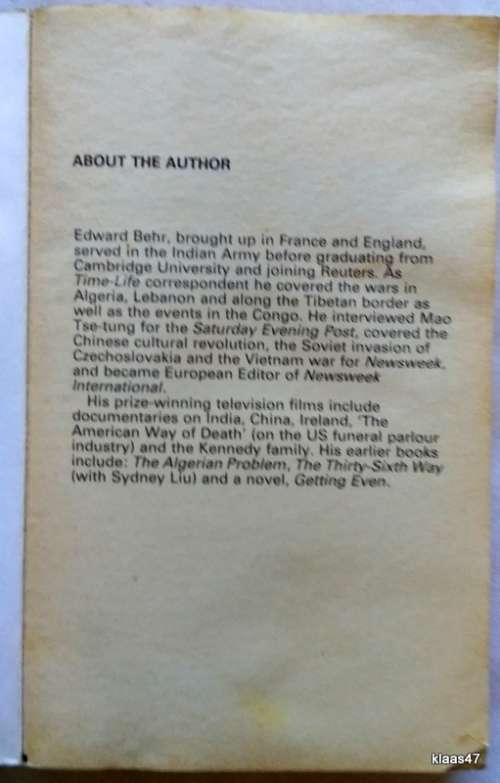 ABOUT THE AUTHOR
Edward Behr, brought up in France and England,
served in the Indian Army before graduating from
Cambridge University and joining Reuters. As
Time-Life correspondent he covered the wars in
Algeria, Lebanon and along the Tibetan border as
well as the events in the Congo. He interviewed Mao
Tse-tung for the Saturday Evening Post, covered the
Chinese cultural revolution, the Soviet invasion of
Czechoslovakia and the Vietnam war for Newsweek,
and became European Editor of Newsweek
International.
His prize-winning television films include
documentaries on India, China, Ireland, 'The
American Way of Death' (on the US funeral parlour
industry) and the Kennedy family. His earlier books
include: The Algerian Problem, The Thirty-Sixth Way
(with Sydney Liu) and a novel, Getting Even.
klaas47